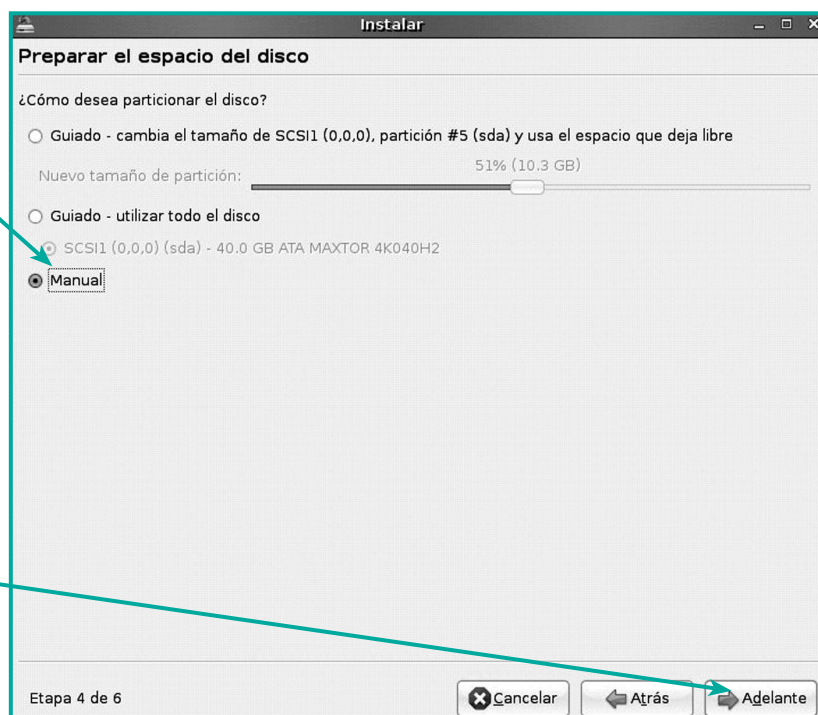 Instalar
Preparar el espacio del disco
¿Cómo desea particionar el disco?
Guiado - cambia el tamaño de SCSI1 (0,0,0), partición #5 (sda) y usa el espacio que deja libre
51% (10.3 GB)
Nuevo tamaño de partición:
Guiado - utilizar todo el disco
SCSI1 (0,0,0) (sda) - 40.0 GB ATA MAXTOR 4K040H2
Manual
Etapa 4 de 6
Cancelar
Atrás
Adelante